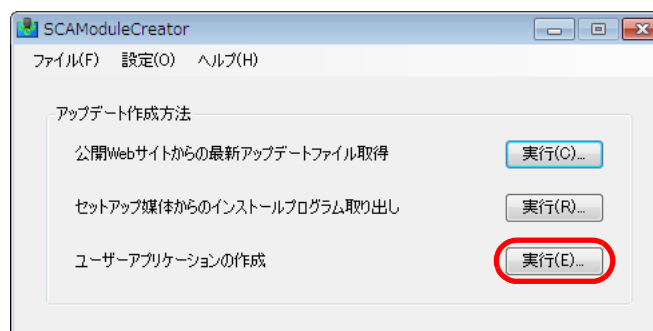 SCAModuleCreator
ファイル(F) 設定(O) ヘルプ(H)
アップデート作成方法
公開Webサイトからの最新アップデートファイル取得 実行(C)...
セットアップ媒体からのインストールプログラム取り出し 実行(R)...
ユーザーアプリケーションの作成 実行(E)...